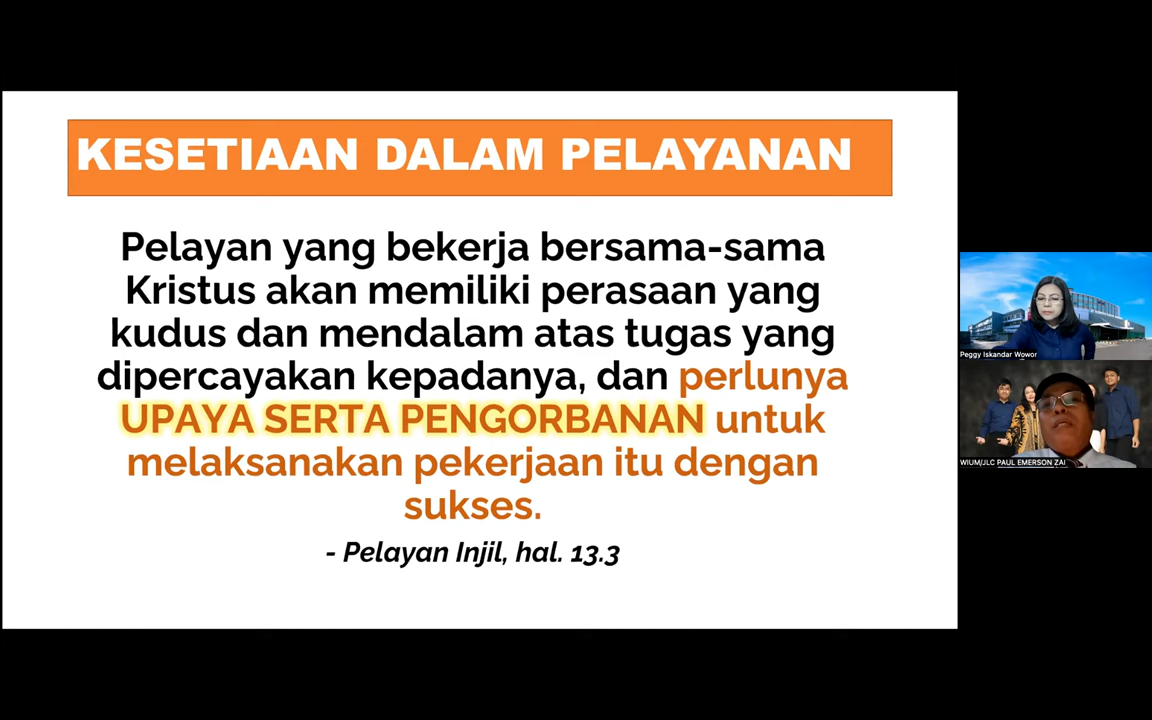 KESETIAAN DALAM PELAYANAN
Pelayan yang bekerja bersama-sama
Kristus akan memiliki perasaan yang
kudus dan mendalam atas tugas yang
dipercayakan kepadanya, dan perlunya
UPAYA SERTA PENGORBANAN untuk
melaksanakan pekerjaan itu dengan
sukses.
- Pelayan Injil, hal. 13.3
Peggy Iskandar Wowor
WIUM/JLC PAUL EMERSON ZAI